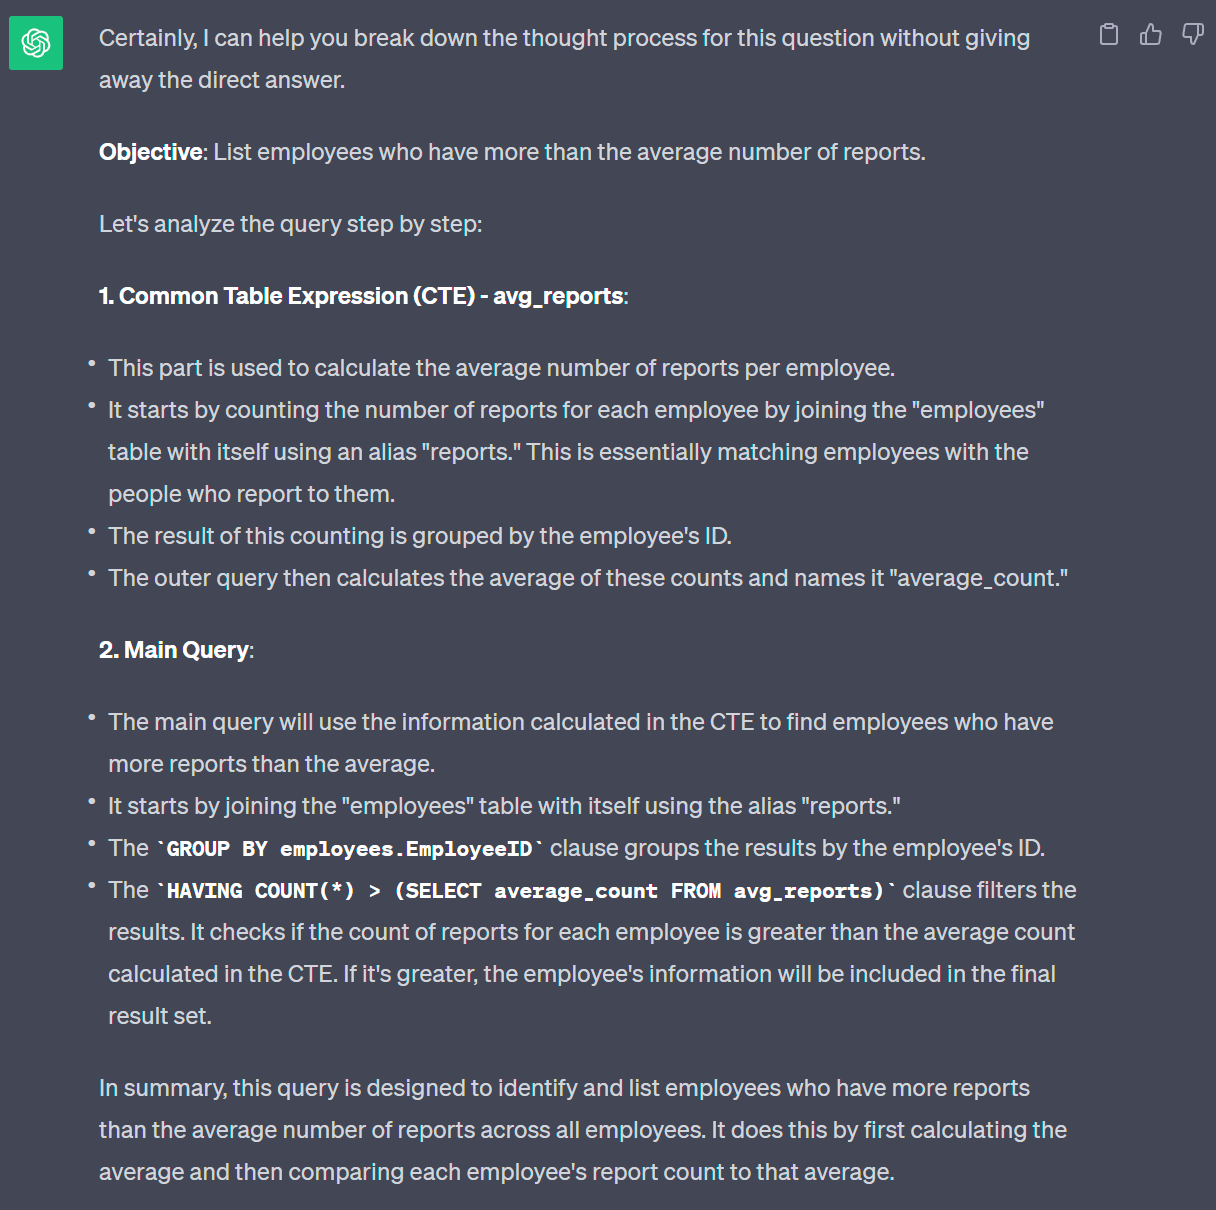 Certainly, I can help you break down the thought process for this question without giving
away the direct answer.
Objective: List employees who have more than the average number of reports.
Let's analyze the query step by step:
1. Common Table Expression (CTE) - avg_reports:
• This part is used to calculate the average number of reports per employee.
• It starts by counting the number of reports for each employee by joining the "employees"
table with itself using an alias "reports." This is essentially matching employees with the
people who report to them.
• The result of this counting is grouped by the employee's ID.
• The outer query then calculates the average of these counts and names it "average_count."
2. Main Query:
• The main query will use the information calculated in the CTE to find employees who have
more reports than the average.
• It starts by joining the "employees" table with itself using the alias "reports."
• The `GROUP BY employees.EmployeeID` clause groups the results by the employee's ID.
• The `HAVING COUNT(*) > (SELECT average_count FROM avg_reports)` clause filters the
results. It checks if the count of reports for each employee is greater than the average count
calculated in the CTE. If it's greater, the employee's information will be included in the final
result set.
In summary, this query is designed to identify and list employees who have more reports
than the average number of reports across all employees. It does this by first calculating the
average and then comparing each employee's report count to that average.